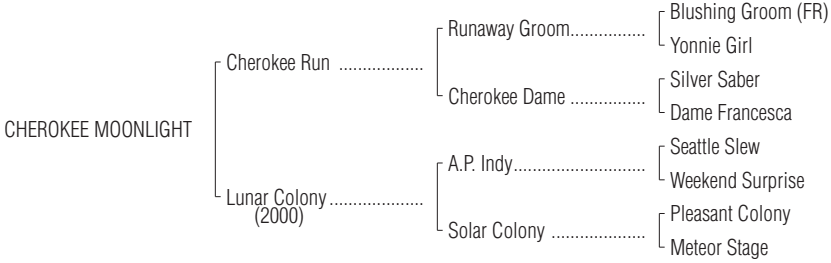 Blushing Groom (FR)
Runaway Groom..................
Yonnie Girl
Cherokee Run ..................
Silver Saber
Cherokee Dame ................
Dame Francesca
CHEROKEE MOONLIGHT
Seattle Slew
A.P. Indy...............................
Weekend Surprise
Lunar Colony ....................
(2000)
Pleasant Colony
Solar Colony ....................
Meteor Stage